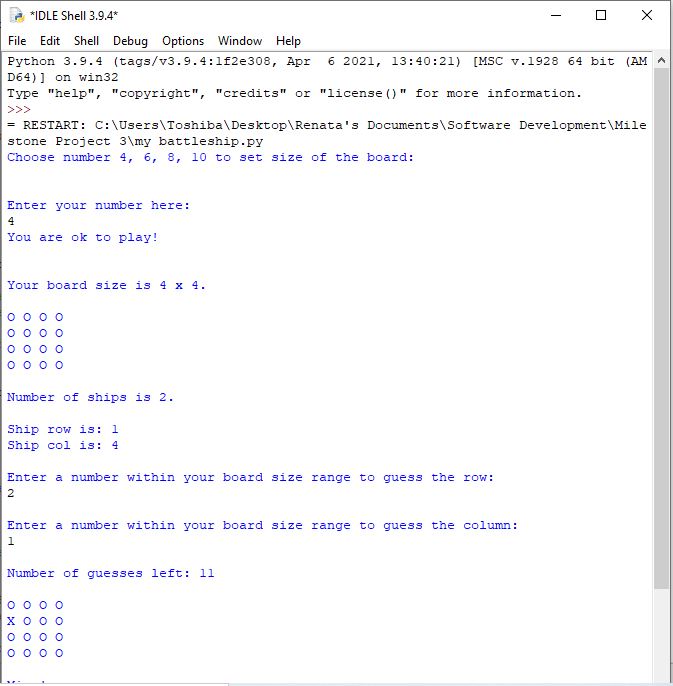 *IDLE Shell 3.9.4*
File Edit Shell Debug Options Window Help
Python 3.9.4 (tags/v3.9.4:1f2e308, Apr  6 2021, 13:40:21) [MSC v.1928 64 bit (AM
D64)] on win32
Type "help", "copyright", "credits" or "license()" for more information.
>>>
= RESTART: C:\Users\Toshiba\Desktop\Renata's Documents\Software Development\Mile
stone Project 3\my battleship.py
Choose number 4, 6, 8, 10 to set size of the board:
Enter your number here:
4
You are ok to play!
Your board size is 4 x 4.
O O O O
O O O O
O O O O
O O O O
Number of ships is 2.
Ship row is: 1
Ship col is: 4
Enter a number within your board size range to guess the row:
2
Enter a number within your board size range to guess the column:
1
Number of guesses left: 11
O O O O
X O O O
O O O O
O O O O